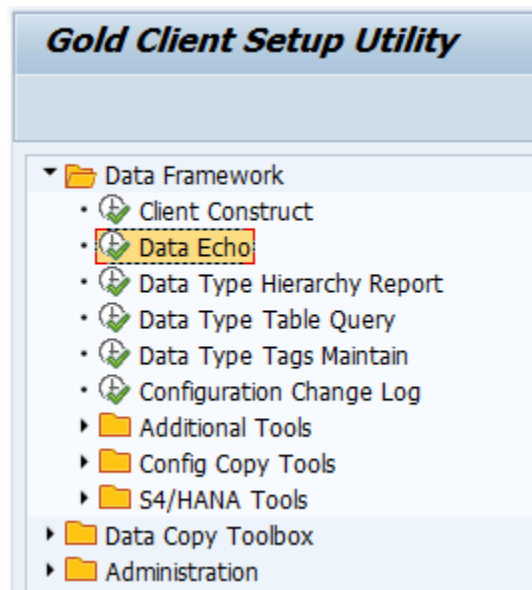 Gold Client Setup Utility
Data Framework
Client Construct
Data Echo
Data Type Hierarchy Report
Data Type Table Query
Data Type Tags Maintain
Configuration Change Log
Additional Tools
Config Copy Tools
S4/HANA Tools
Data Copy Toolbox
Administration